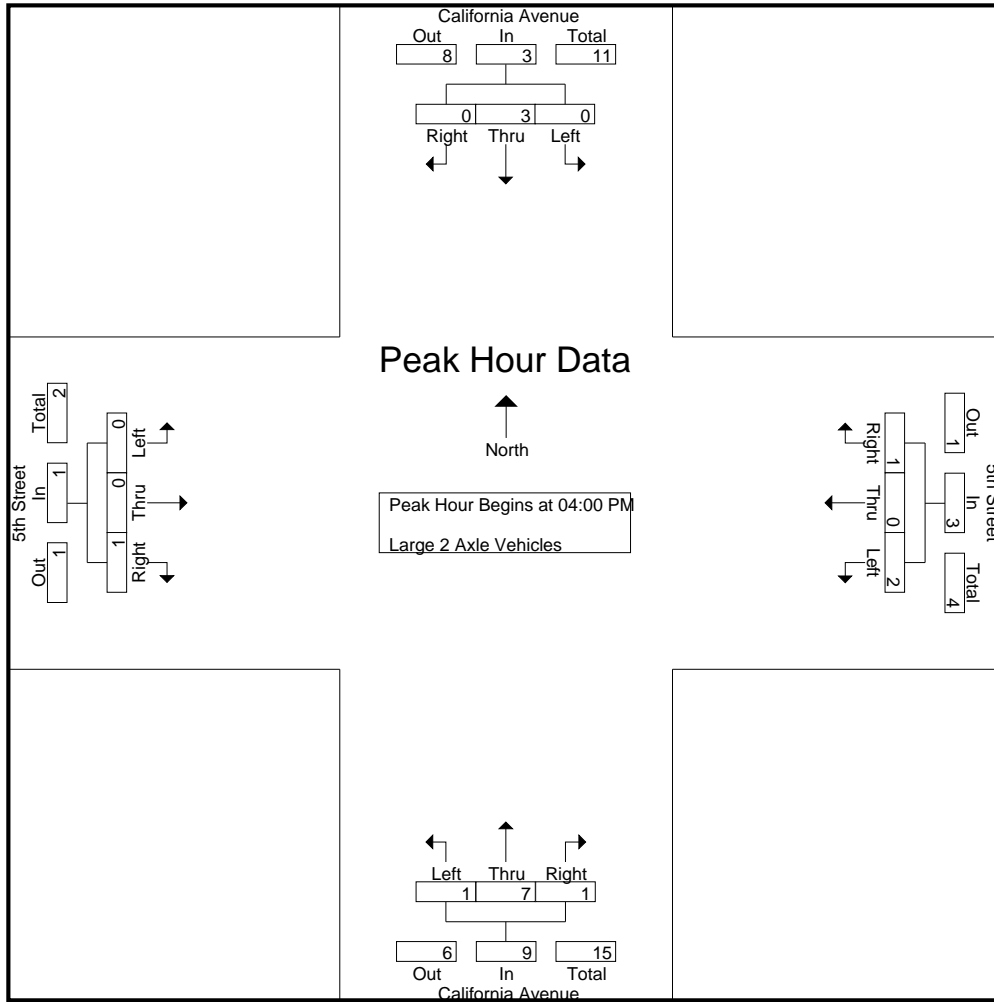 California Avenue
Out In Total
8 3 11
0 3 0
Right Thru Left
Peak Hour Data
North
Peak Hour Begins at 04:00 PM
Large 2 Axle Vehicles
5th Street
Total In Out
2 1 1
0 0 1
Left Thru Right
5th Street
Out In Total
1 3 4
1 0 2
Right Thru Left
Left Thru Right
1 7 1
6 9 15
Out In Total
California Avenue